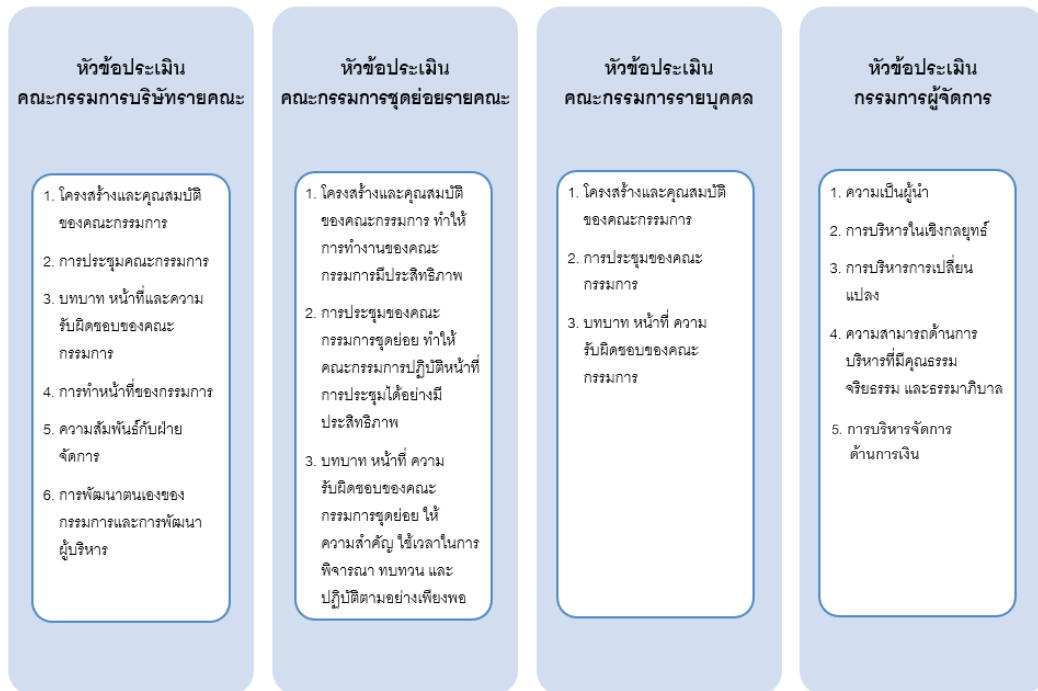 หัวข้อประเมิน
คณะกรรมการบริษัทรายคณะ
1. โครงสร้างและคุณสมบัติ
ของคณะกรรมการ
2. การประชุมคณะกรรมการ
3. บทบาท หน้าที่และความ
รับผิดชอบของคณะ
กรรมการ
4. การทำหน้าที่ของกรรมการ
5. ความสัมพันธ์กับฝ่าย
จัดการ
6. การพัฒนาตนเองของ
กรรมการและการพัฒนา
ผู้บริหาร
หัวข้อประเมิน
คณะกรรมการชุดย่อยรายคณะ
1. โครงสร้างและคุณสมบัติ
ของคณะกรรมการ ทำให้
การทำงานของคณะ
กรรมการมีประสิทธิภาพ
2. การประชุมของคณะ
กรรมการชุดย่อย ทำให้
คณะกรรมการปฏิบัติหน้าที่
การประชุมได้อย่างมี
ประสิทธิภาพ
3. บทบาท หน้าที่ ความ
รับผิดชอบของคณะ
กรรมการชุดย่อย ให้
ความสำคัญ ใช้เวลาในการ
พิจารณา ทบทวน และ
ปฏิบัติตามอย่างเพียงพอ
หัวข้อประเมิน
คณะกรรมการรายบุคคล
1. โครงสร้างและคุณสมบัติ
ของคณะกรรมการ
2. การประชุมของคณะ
กรรมการ
3. บทบาท หน้าที่ ความ
รับผิดชอบของคณะ
กรรมการ
หัวข้อประเมิน
กรรมการผู้จัดการ
1. ความเป็นผู้นำ
2. การบริหารในเชิงกลยุทธ์
3. การบริหารการเปลี่ยน
แปลง
4. ความสามารถด้านการ
บริหารที่มีคุณธรรม
จริยธรรม และธรรมาภิบาล
5. การบริหารจัดการ
ด้านการเงิน